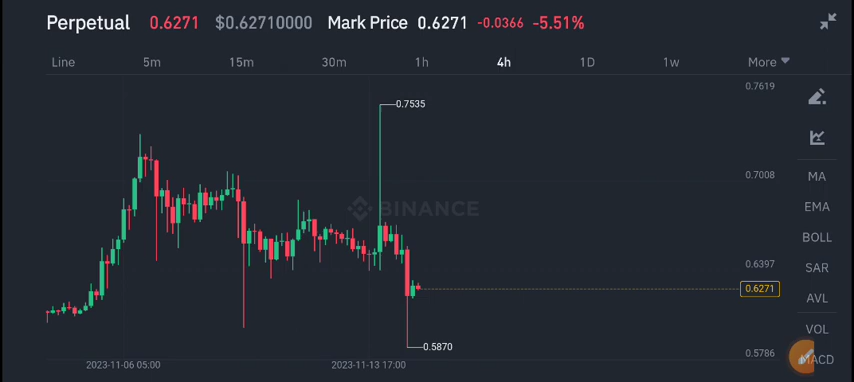 Perpetual 0.6271 $0.62710000 Mark Price 0.6271 -0.0366 -5.51%
Line 5m 15m 30m 1h 4h 1D 1w More
0.7619
0.7535
0.7008
MA
EMA
BINANCE
BOLL
0.6397
SAR
0.6271
AVL
VOL
0.5870
0.5786
MACD
2023-11-06 05:00 2023-11-13 17:00